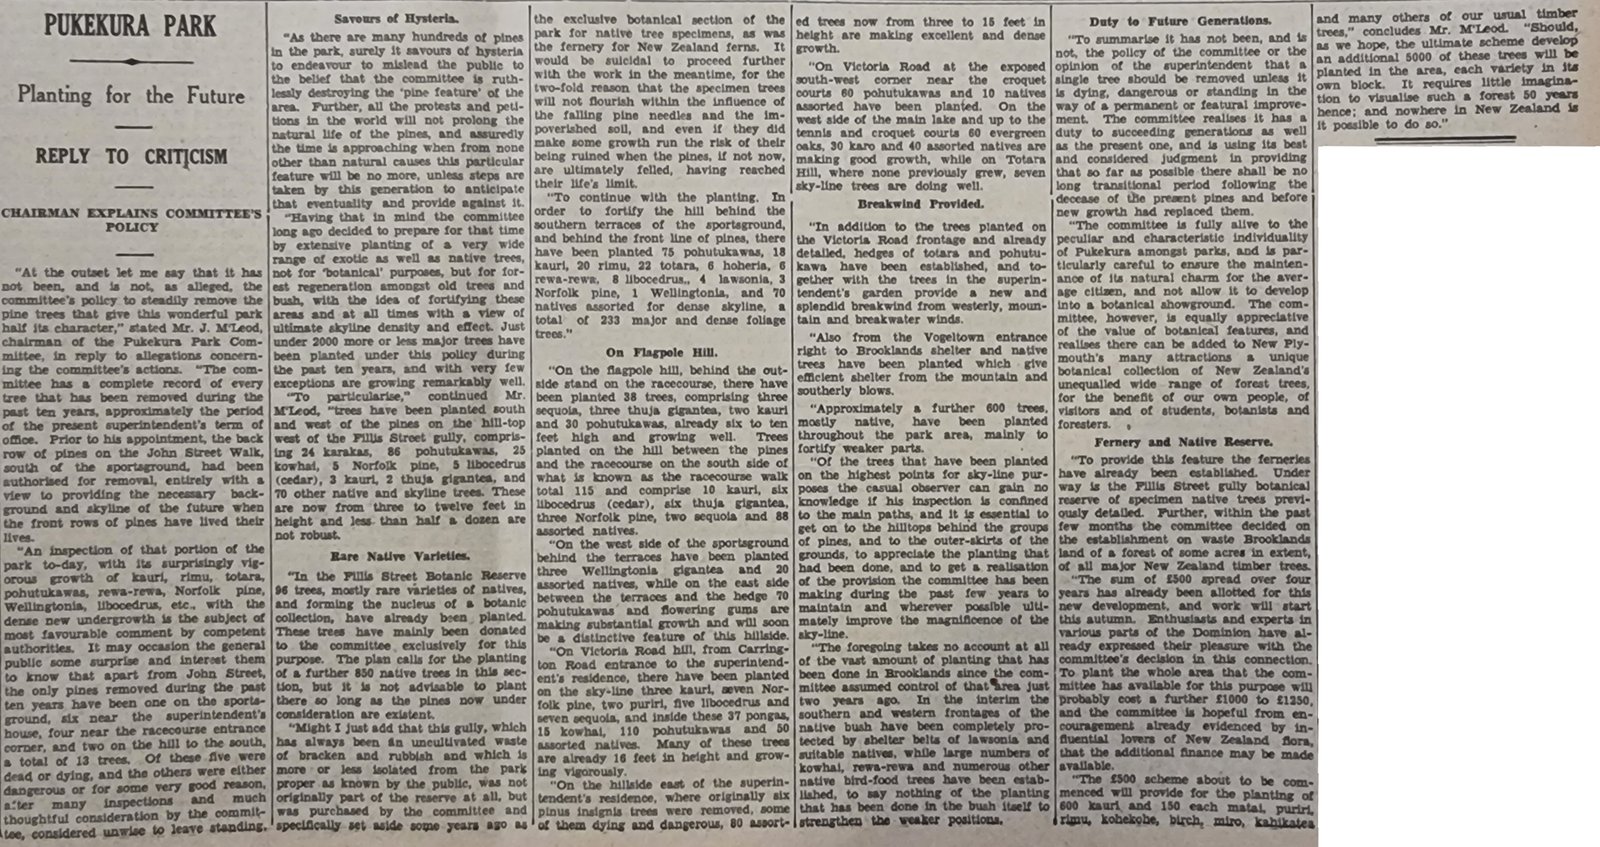 PUKEKURA PARK
Planting for the Future
REPLY TO CRITICISM
CHAIRMAN EXPLAINS COMMITTEE'S
POLICY
"At the outset let me say that it has
not been, and is not, as alleged, the
committee's policy to steadily remove the
pine trees that give this wonderful park
half its character," stated Mr. J. M'Leod,
chairman of the Pukekura Park Com-
mittee, in reply to allegations concern-
ing the committee's actions. "The com-
mittee has a complete record of every
tree that has been removed during the
past ten years, approximately the period
of the present superintendent's term of
office. Prior to his appointment, the back
row of pines on the John Street Walk,
south of the sportsground, had been
authorised for removal, entirely with a
view to providing the necessary back-
ground and skyline of the future when
the front rows of pines have lived their
lives.
"An inspection of that portion of the
park to-day, with its surprisingly vig-
orous growth of kauri, rimu, totara,
pohutukawas, rewa-rewa, Norfolk pine,
Wellingtonia, libocedrus, etc., with the
dense new undergrowth is the subject of
most favourable comment by competent
authorities. It may occasion the general
public some surprise and interest them
to know that apart from John Street,
the only pines removed during the past
ten years have been one on the sports-
ground, six near the superintendent's
house, four near the racecourse entrance
corner, and two on the hill to the south,
a total of 13 trees. Of these five were
dead or dying, and the others were either
dangerous or for some very good reason,
after many inspections and much
thoughtful consideration by the commit-
tee, considered unwise to leave standing.
Savours of Hysteria.
"As there are many hundreds of pines
in the park, surely it savours of hysteria
to endeavour to mislead the public to
the belief that the committee is ruth-
lessly destroying the 'pine feature' of the
area. Further, all the protests and peti-
tions in the world will not prolong the
natural life of the pines, and assuredly
the time is approaching when from none
other than natural causes this particular
feature will be no more, unless steps are
taken by this generation to anticipate
that eventuality and provide against it.
"Having that in mind the committee
long ago decided to prepare for that time
by extensive planting of a very wide
range of exotic as well as native trees,
not for 'botanical' purposes, but for for-
est regeneration amongst old trees and
bush, with the idea of fortifying these
areas and at all times with a view of
ultimate skyline density and effect. Just
under 2000 more or less major trees have
been planted under this policy during
the past ten years, and with very few
exceptions are growing remarkably well.
"To particularise," continued Mr.
M'Leod, "trees have been planted south
and west of the pines on the hill-top
west of the Fillis Street gully, compris-
ing 24 karakas, 86 pohutukawas, 25
kowhai, 5 Norfolk pine, 5 libocedrus
(cedar), 3 kauri, 2 thuja gigantea, and
70 other native and skyline trees. These
are now from three to twelve feet in
height and less than half a dozen are
not robust.
Rare Native Varieties.
"In the Fillis Street Botanic Reserve
96 trees, mostly rare varieties of natives,
and forming the nucleus of a botanic
collection, have already been planted.
These trees have mainly been donated
to the committee exclusively for this
purpose. The plan calls for the planting
of a further 850 native trees in this sec-
tion, but it is not advisable to plant
there so long as the pines now under
consideration are existent.
"Might I just add that this gully, which
has always been an uncultivated waste
of bracken and rubbish and which is
more or less isolated from the park
proper as known by the public, was not
originally part of the reserve at all, but
was purchased by the committee and
specifically set aside some years ago as
the exclusive botanical section of the
park for native tree specimens, as was
the fernery for New Zealand ferns. It
would be suicidal to proceed further
with the work in the meantime, for the
two-fold reason that the specimen trees
will not flourish within the influence of
the falling pine needles and the im-
poverished soil, and even if they did
make some growth run the risk of their
being ruined when the pines, if not now,
are ultimately felled, having reached
their life's limit.
"To continue with the planting. In
order to fortify the hill behind the
southern terraces of the sportsground,
and behind the front line of pines, there
have been planted 75 pohutukawas, 18
kauri, 20 rimu, 22 totara, 6 hoheria, 6
rewa-rewa, 8 libocedrus,, 4 lawsonia, 3
Norfolk pine, 1 Wellingtonia, and 70
natives assorted for dense skyline, a
total of 233 major and dense foliage
trees."
On Flagpole Hill.
"On the flagpole hill, behind the out-
side stand on the racecourse, there have
been planted 38 trees, comprising three
sequoia, three thuja gigantea, two kauri
and 30 pohutukawas, already six to ten
feet high and growing well. Trees
planted on the hill between the pines
and the racecourse on the south side of
what is known as the racecourse walk
total 115 and comprise 10 kauri, six
libocedrus (cedar), six thuja gigantea,
three Norfolk pine, two sequoia and 88
assorted natives.
"On the west side of the sportsground
behind the terraces have been planted
three Wellingtonia gigantea and 20
assorted natives, while on the east side
between the terraces and the hedge 70
pohutukawas and flowering gums are
making substantial growth and will soon
be a distinctive feature of this hillside.
"On Victoria Road hill, from Carring-
ton Road entrance to the superintend-
ent's residence, there have been planted
on the sky-line three kauri, seven Nor-
folk pine, two puriri, five libocedrus and
seven sequoia, and inside these 37 pongas,
15 kowhai, 110 pohutukawas and 50
assorted natives. Many of these trees
are already 16 feet in height and grow-
ing vigorously.
"On the hillside east of the superin-
tendent's residence, where originally six
pinus insignis trees were removed, some
of them dying and dangerous, 80 assort-
ed trees now from three to 15 feet in
height are making excellent and dense
growth.
"On Victoria Road at the exposed
south-west corner near the croquet
courts 60 pohutukawas and 10 natives
assorted have been planted. On the
west side of the main lake and up to the
tennis and croquet courts 60 evergreen
oaks, 30 karo and 40 assorted natives are
making good growth, while on Totara
Hill, where none previously grew, seven
sky-line trees are doing well.
Breakwind Provided.
"In addition to the trees planted on
the Victoria Road frontage and already
detailed, hedges of totara and pohutu-
kawa have been established, and to-
gether with the trees in the superin-
tendent's garden provide a new and
splendid breakwind from westerly, moun-
tain and breakwater winds.
"Also from the Vogeltown entrance
right to Brooklands shelter and native
trees have been planted which give
efficient shelter from the mountain and
southerly blows.
"Approximately a further 600 trees,
mostly native, have been planted
throughout the park area, mainly to
fortify weaker parts.
"Of the trees that have been planted
on the highest points for sky-line pur-
poses the casual observer can gain no
knowledge if his inspection is confined
to the main paths, and it is essential to
get on to the hilltops behind the groups
of pines, and to the outer-skirts of the
grounds, to appreciate the planting that
had been done, and to get a realisation
of the provision the committee has been
making during the past few years to
maintain and wherever possible ulti-
mately improve the magnificence of the
sky-line.
"The foregoing takes no account at all
of the vast amount of planting that has
been done in Brooklands since the com-
mittee assumed control of that area just
two years ago. In the interim the
southern and western frontages of the
native bush have been completely pro-
tected by shelter belts of lawsonia and
suitable natives, while large numbers of
kowhai, rewa-rewa and numerous other
native bird-food trees have been estab-
lished, to say nothing of the planting
that has been done in the bush itself to
strengthen the weaker positions.
Duty to Future Generations.
"To summarise it has not been, and is
not, the policy of the committee or the
opinion of the superintendent that a
single tree should be removed unless it
is dying, dangerous or standing in the
way of a permanent or featural improve-
ment. The committee realises it has a
duty to succeeding generations as well
as the present one, and is using its best
and considered judgment in providing
that so far as possible there shall be no
long transitional period following the
decease of the present pines and before
new growth had replaced them.
"The committee is fully alive to the
peculiar and characteristic individuality
of Pukekura amongst parks, and is par-
ticularly careful to ensure the mainten-
ance of its natural charm for the aver-
age citizen, and not allow it to develop
into a botanical showground. The com-
mittee, however, is equally appreciative
of the value of botanical features, and
realises there can be added to New Ply-
mouth's many attractions a unique
botanical collection of New Zealand's
unequalled wide range of forest trees,
for the benefit of our own people, of
visitors and of students, botanists and
foresters.
Fernery and Native Reserve.
"To provide this feature the ferneries
have already been established. Under
way is the Fillis Street gully botanical
reserve of specimen native trees previ-
ously detailed. Further, within the past
few months the committee decided on
the establishment on waste Brooklands
land of a forest of some acres in extent,
of all major New Zealand timber trees.
"The sum of £500 spread over four
years has already been allotted for this
new development, and work will start
this autumn. Enthusiasts and experts in
various parts of the Dominion have al-
ready expressed their pleasure with the
committee's decision in this connection.
To plant the whole area that the com-
mittee has available for this purpose will
probably cost a further £1000 to £1250,
and the committee is hopeful from en-
couragement already evidenced by in-
fluential lovers of New Zealand flora,
that the additional finance may be made
available.
"The £500 scheme about to be com-
menced will provide for the planting of
600 kauri and 150 each matai, puriri,
rimu, kohekohe, birch, miro, kahikatea
and many others of our usual timber
trees," concludes Mr. M'Leod. "Should,
as we hope, the ultimate scheme develop
an additional 5000 of these trees will be
planted in the area, each variety in its
own block. It requires little imagina-
tion to visualise such a forest 50 years
hence; and nowhere in New Zealand is
it possible to do so."